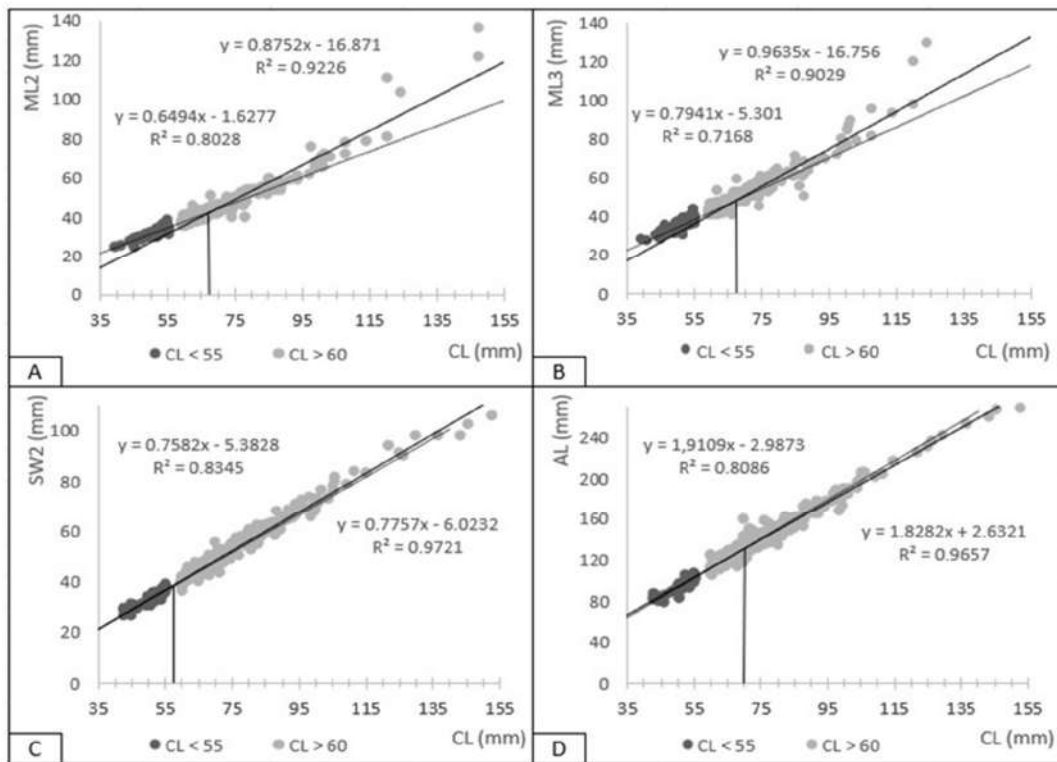 140
120
100
80
60
40
20
0
ML2 (mm)
y = 0.8752x - 16.871
R² = 0.9226
y = 0.6494x - 1.6277
R² = 0.8028
35 55 75 95 115 135 155
CL < 55 CL > 60 CL (mm)
A
140
120
100
80
60
40
20
0
ML3 (mm)
y = 0.9635x - 16.756
R² = 0.9029
y = 0.7941x - 5.301
R² = 0.7168
35 55 75 95 115 135 155
CL < 55 CL > 60 CL (mm)
B
100
80
60
40
20
0
SW2 (mm)
y = 0.7582x - 5.3828
R² = 0.8345
y = 0.7757x - 6.0232
R² = 0.9721
35 55 75 95 115 135 155
CL < 55 CL > 60 CL (mm)
C
240
200
160
120
80
40
0
AL (mm)
y = 1,9109x - 2.9873
R² = 0.8086
y = 1.8282x + 2.6321
R² = 0.9657
35 55 75 95 115 135 155
CL < 55 CL > 60 CL (mm)
D